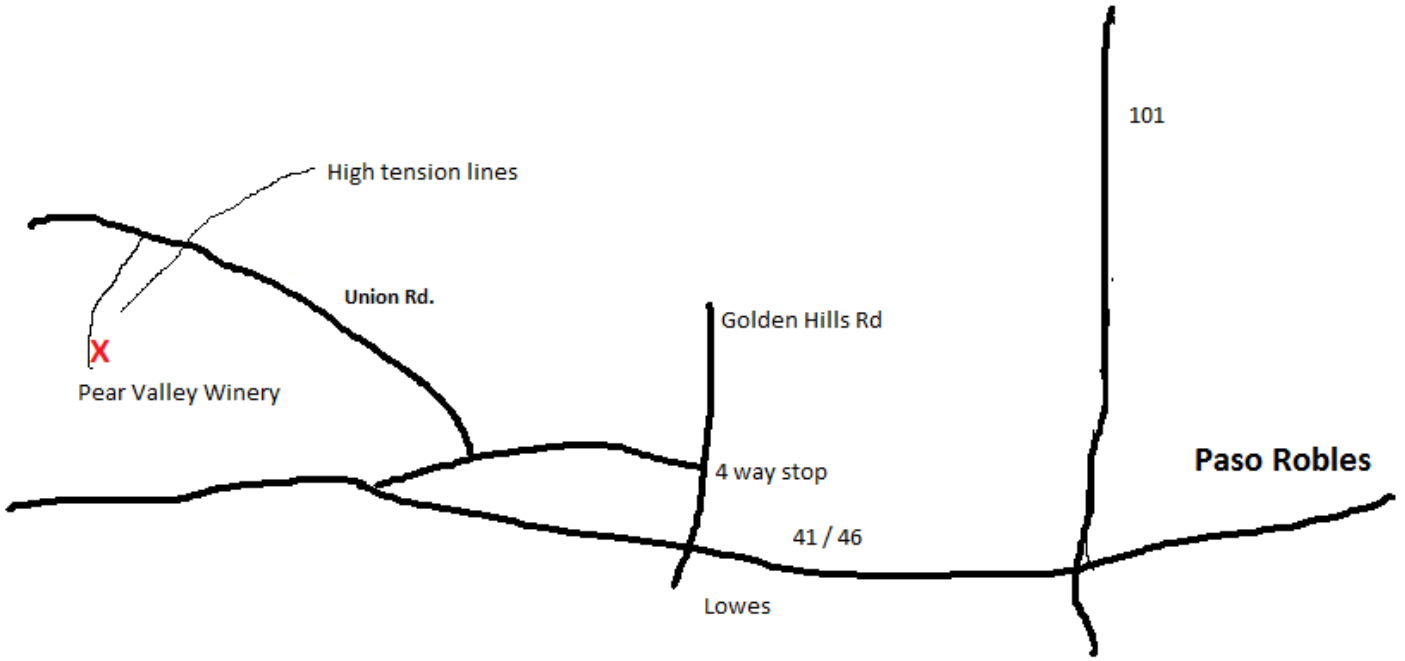 101
High tension lines
Union Rd.
Golden Hills Rd
X
Pear Valley Winery
Paso Robles
4 way stop
41 / 46
Lowes